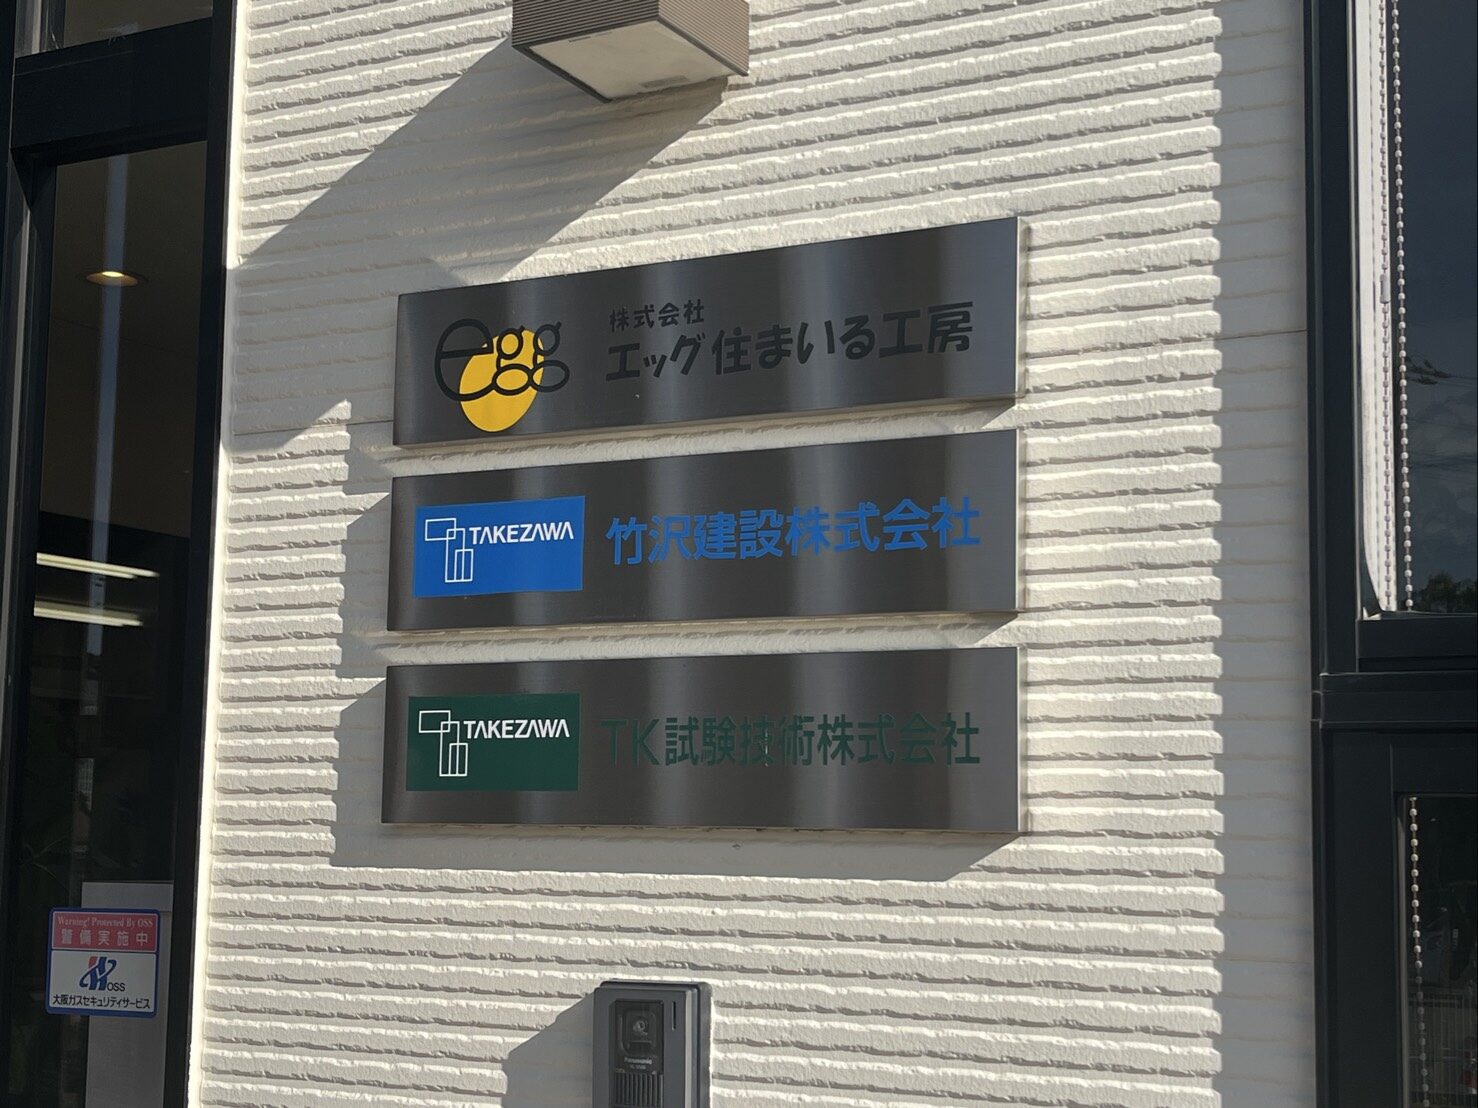 egg
株式会社
エッグ住まいる工房
TAKEZAWA
竹沢建設株式会社
TAKEZAWA
TK試験技術株式会社
Warning! Protected By OSS
警備実施中
OSS
大阪ガスセキュリティサービス
Panasonic